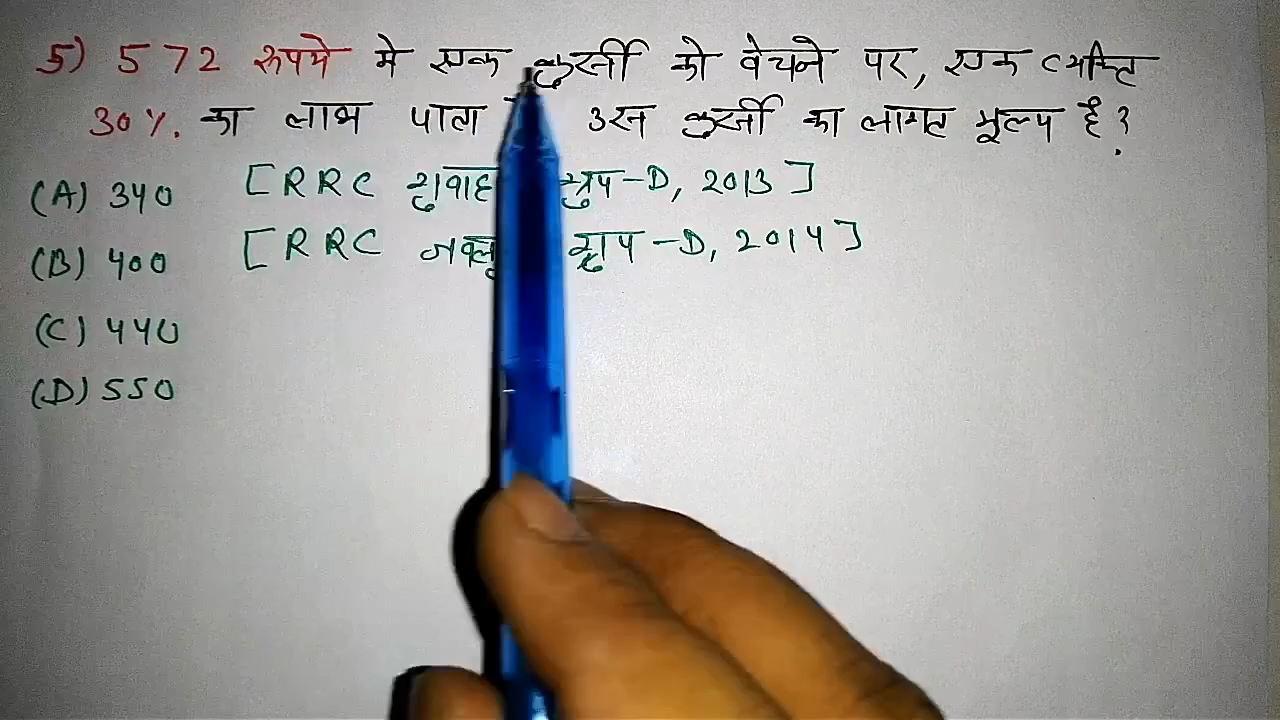 5) 572 रुपये मे एक कुर्सी को बेचने पर, एक व्यक्ति
30%. का लाभ पाता उस कुर्सी का लागत मूल्य है?
(A) 340 [RRC गुवाह ग्रुप-D, 2013]
(B) 400 [RRC ग्रुप-D, 2014]
(C) 440
(D) 550